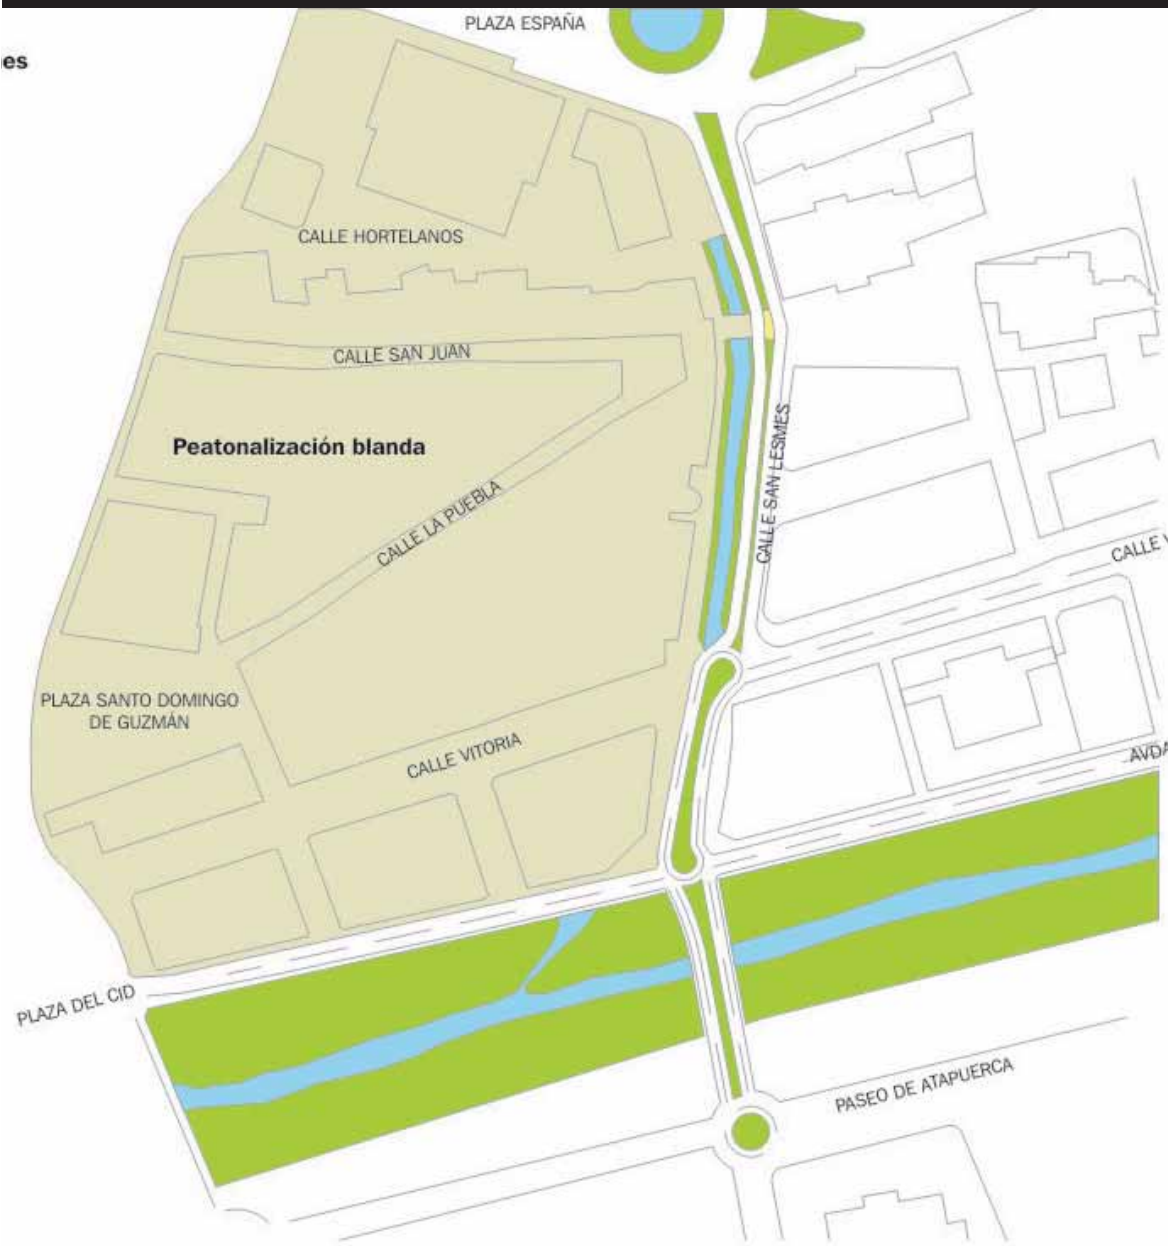 PLAZA ESPAÑA
es
CALLE HORTELANOS
CALLE SAN JUAN
Peatonalización blanda
CALLE LA PUEBLA
CALLE SAN LESMES
CALLE V
PLAZA SANTO DOMINGO
DE GUZMÁN
CALLE VITORIA
AVDA
PLAZA DEL CID
PASEO DE ATAPUERCA